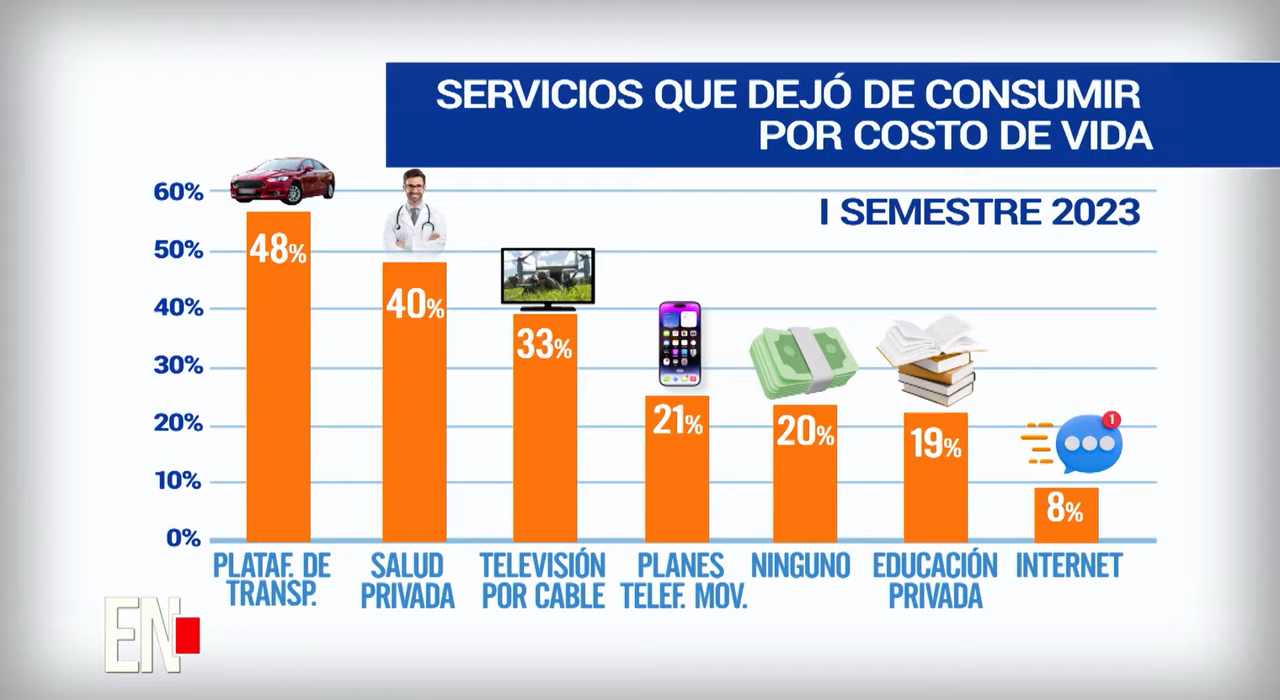 SERVICIOS QUE DEJÓ DE CONSUMIR
POR COSTO DE VIDA
I SEMESTRE 2023
60%
50%
40%
30%
20%
10%
0%
48%
40%
33%
21%
20%
19%
8%
1
PLATAF. DE
TRANSP.
SALUD
PRIVADA
TELEVISIÓN
POR CABLE
PLANES
TELEF. MOV.
NINGUNO
EDUCACIÓN
PRIVADA
INTERNET
EN